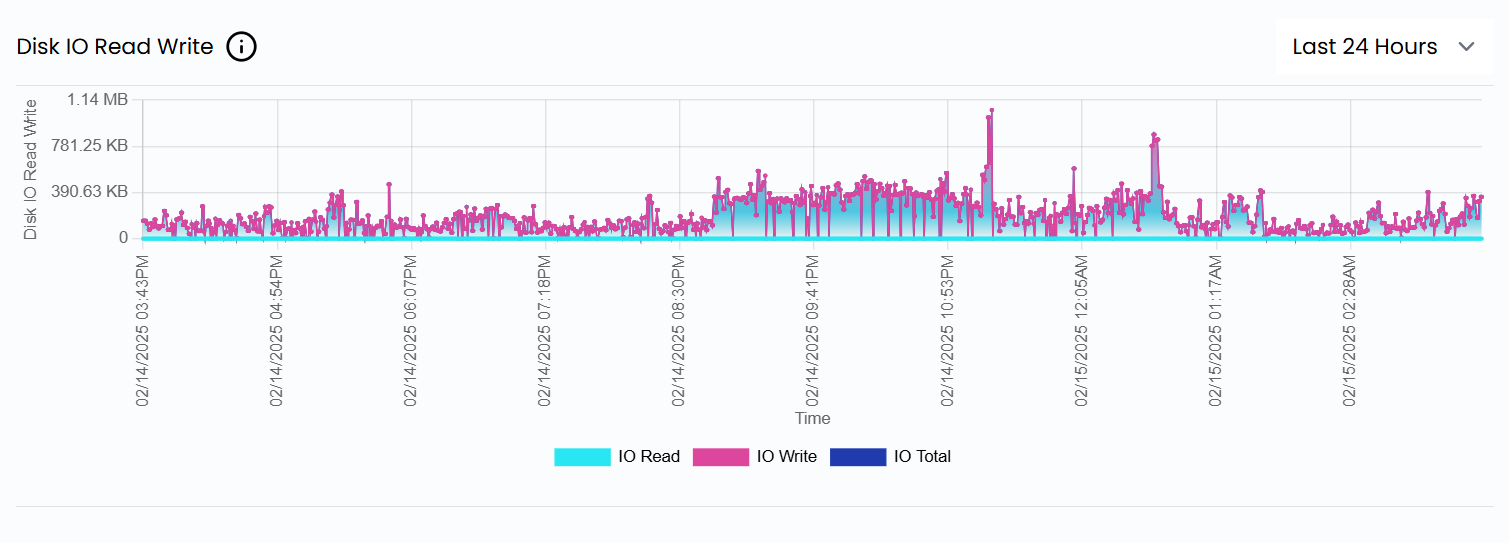 Disk IO Read Write
Last 24 Hours
Disk IO Read Write
1.14 MB
781.25 KB
390.63 KB
0
02/14/2025 03:43PM
02/14/2025 04:54PM
02/14/2025 06:07PM
02/14/2025 07:18PM
02/14/2025 08:30PM
02/14/2025 09:41PM
02/14/2025 10:53PM
02/15/2025 12:05AM
02/15/2025 01:17AM
02/15/2025 02:28AM
Time
IO Read IO Write IO Total